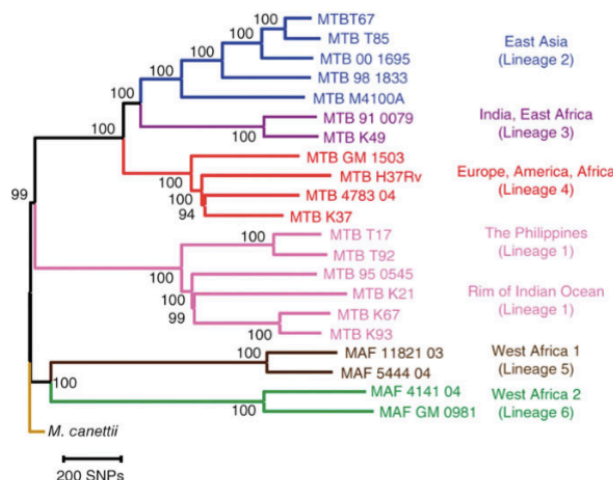 100
MTBT67
100
MTB T85
100
MTB 00 1695
100
MTB 98 1833
100
MTB M4100A
East Asia
(Lineage 2)
100
MTB 91 0079
100
MTB K49
India, East Africa
(Lineage 3)
MTB GM 1503
100
MTB H37Rv
100
MTB 4783 04
94
MTB K37
Europe, America, Africa
(Lineage 4)
99
MTB T17
100
MTB T92
The Philippines
(Lineage 1)
100
MTB 95 0545
100
MTB K21
99
MTB K67
100
MTB K93
Rim of Indian Ocean
(Lineage 1)
MAF 11821 03
100
MAF 5444 04
West Africa 1
(Lineage 5)
100
MAF 4141 04
100
MAF GM 0981
West Africa 2
(Lineage 6)
M. canettii
200 SNPs